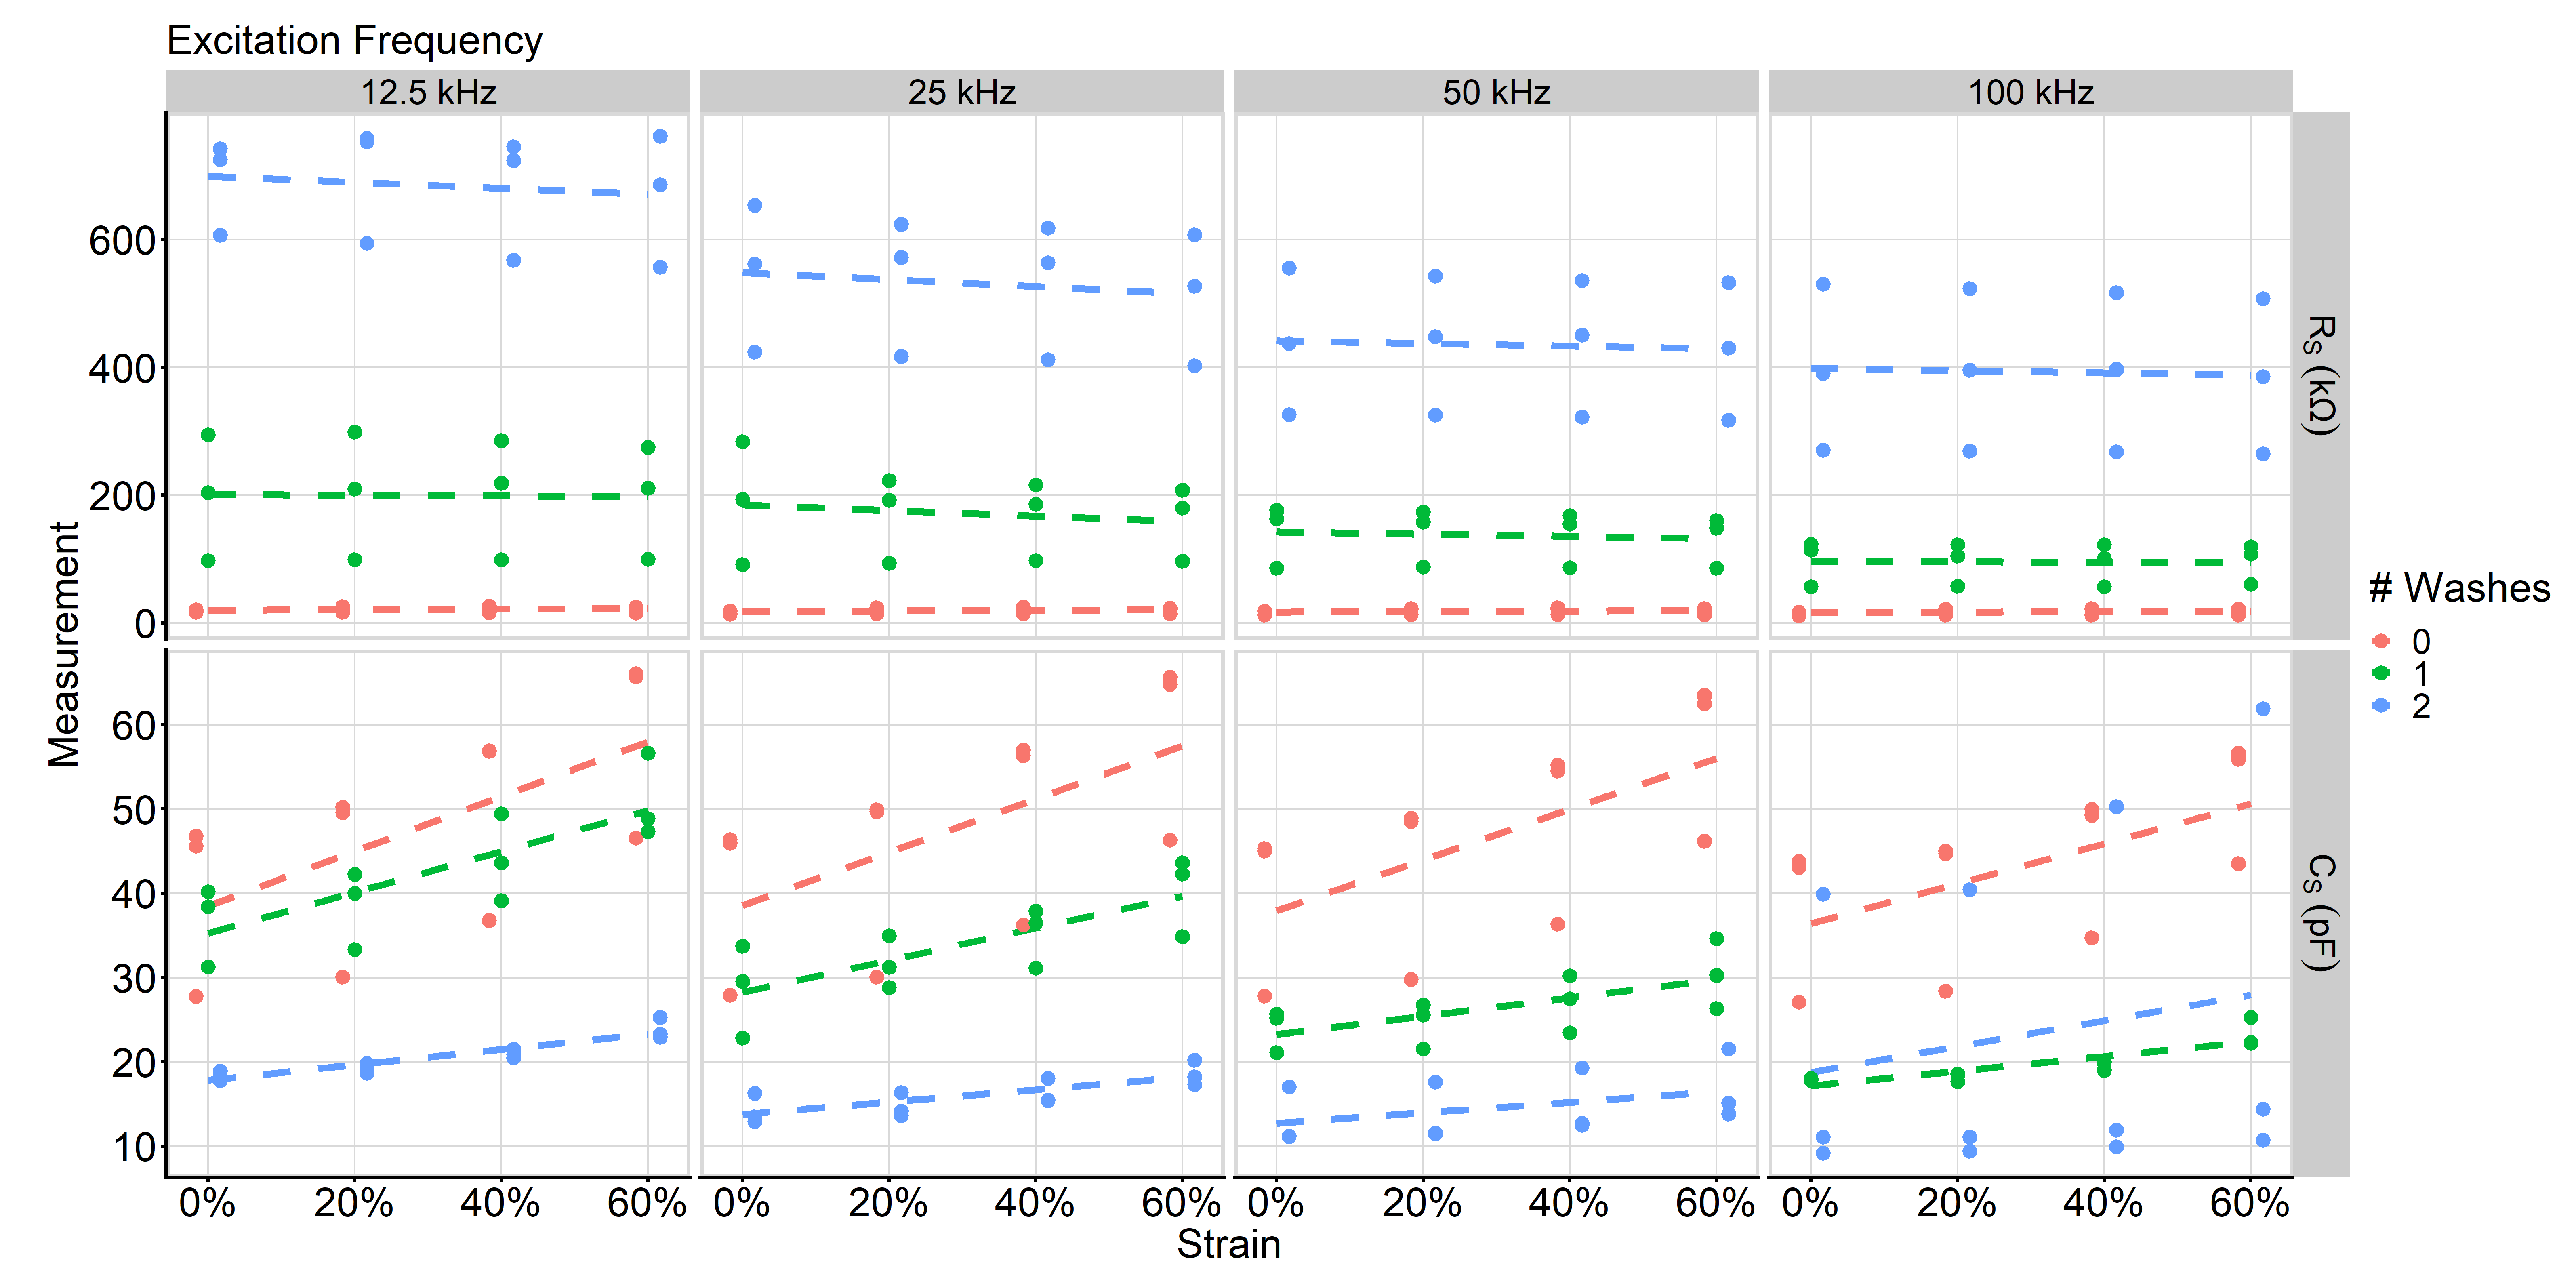 Excitation Frequency
12.5 kHz
25 kHz
50 kHz
100 kHz
Measurement
600
400
200
0
R_S (kΩ)
60
50
40
30
20
10
C_S (pF)
0% 20% 40% 60%
0% 20% 40% 60%
0% 20% 40% 60%
0% 20% 40% 60%
Strain
# Washes
0
1
2